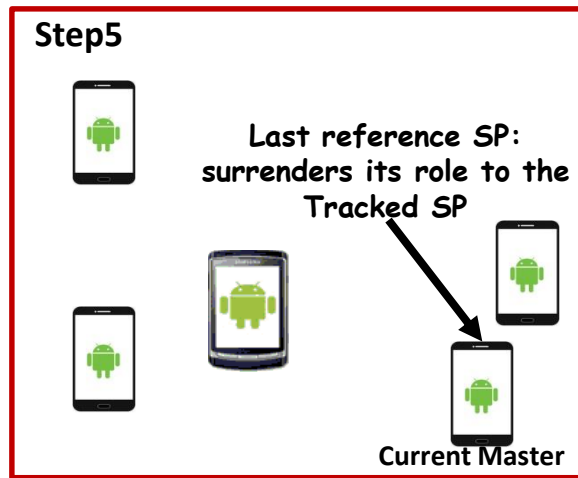 Step5
Last reference SP:
surrenders its role to the
Tracked SP
Current Master